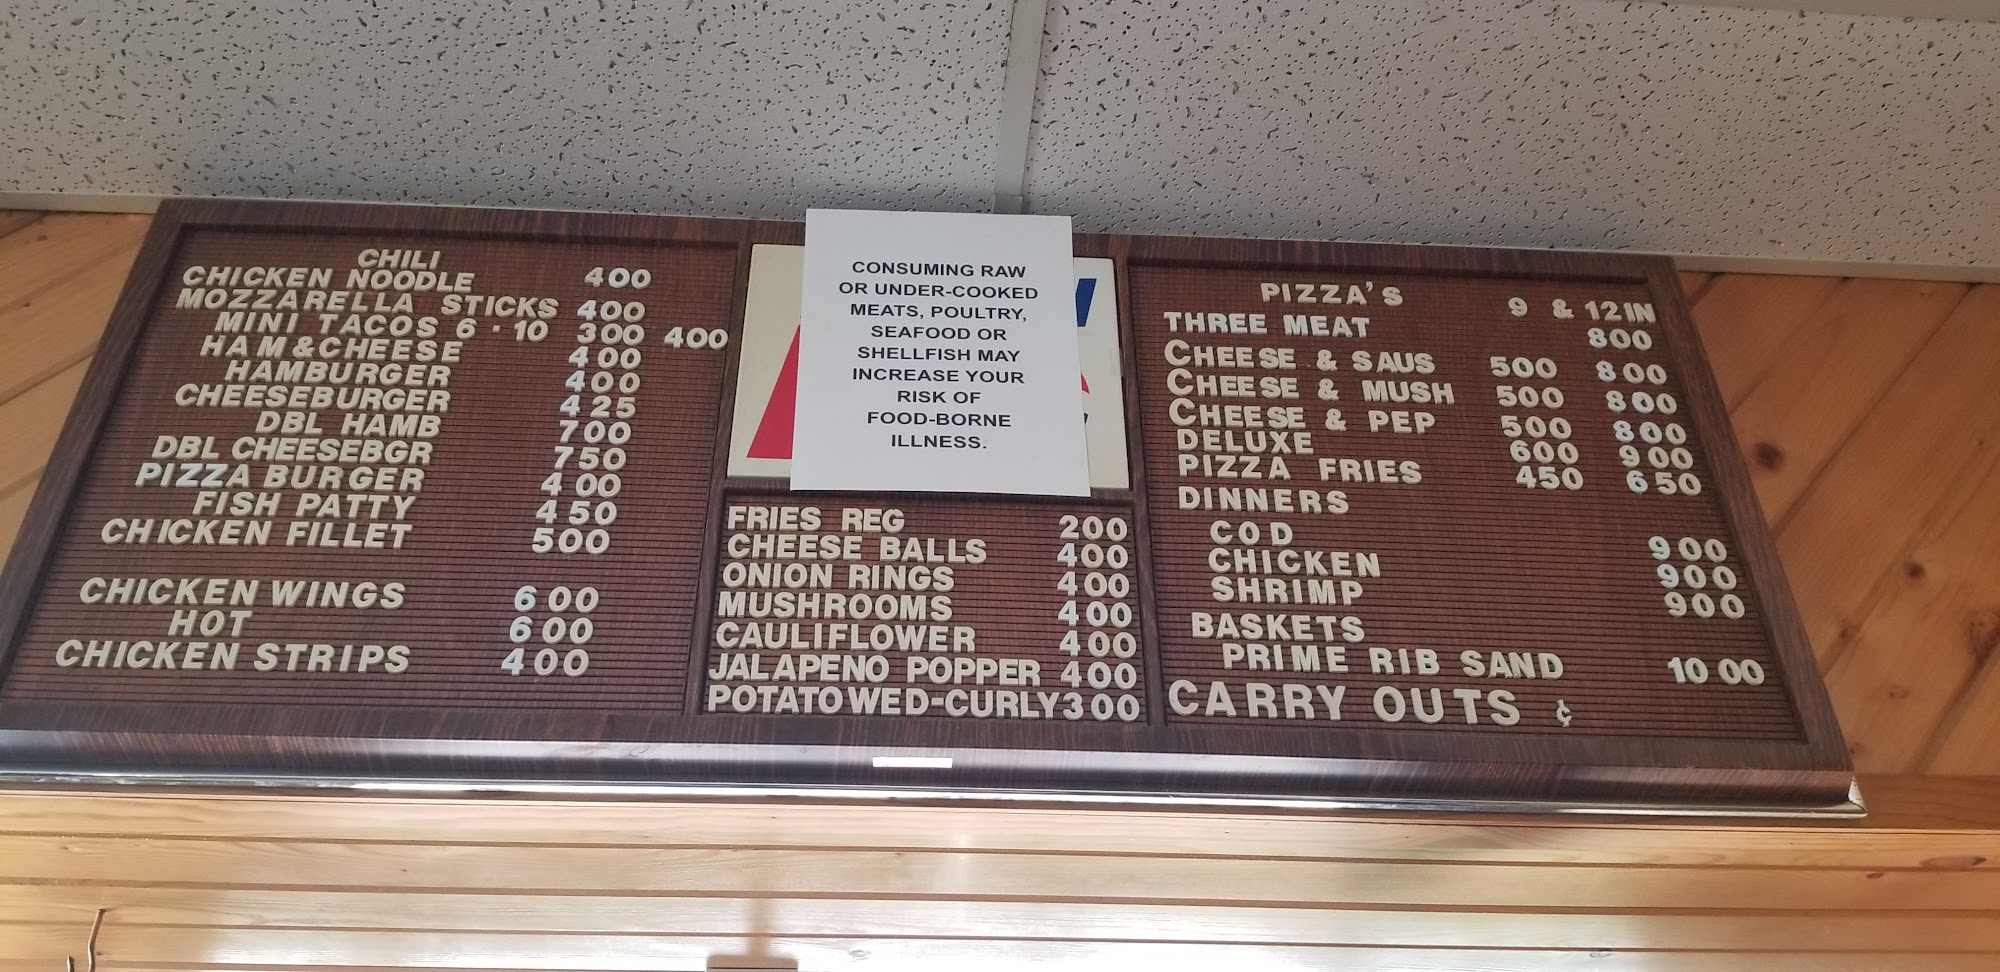 CHILI
CHICKEN NOODLE 400
MOZZARELLA STICKS 400
MINI TACOS 6 · 10 300 400
HAM & CHEESE 400
HAMBURGER 400
CHEESEBURGER 425
DBL HAMB 700
DBL CHEESEBGR 750
PIZZA BURGER 400
FISH PATTY 450
CHICKEN FILLET 500
CHICKEN WINGS 600
HOT 600
CHICKEN STRIPS 400
CONSUMING RAW
OR UNDER-COOKED
MEATS, POULTRY,
SEAFOOD OR
SHELLFISH MAY
INCREASE YOUR
RISK OF
FOOD-BORNE
ILLNESS.
FRIES REG 200
CHEESE BALLS 400
ONION RINGS 400
MUSHROOMS 400
CAULIFLOWER 400
JALAPENO POPPER 400
POTATO WED-CURLY 300
PIZZA'S 9 & 12 IN
THREE MEAT 800
CHEESE & SAUS 500 800
CHEESE & MUSH 500 800
CHEESE & PEP 500 800
DELUXE 600 900
PIZZA FRIES 450 650
DINNERS
COD 900
CHICKEN 900
SHRIMP 900
BASKETS
PRIME RIB SAND 10 00
CARRY OUTS ¢